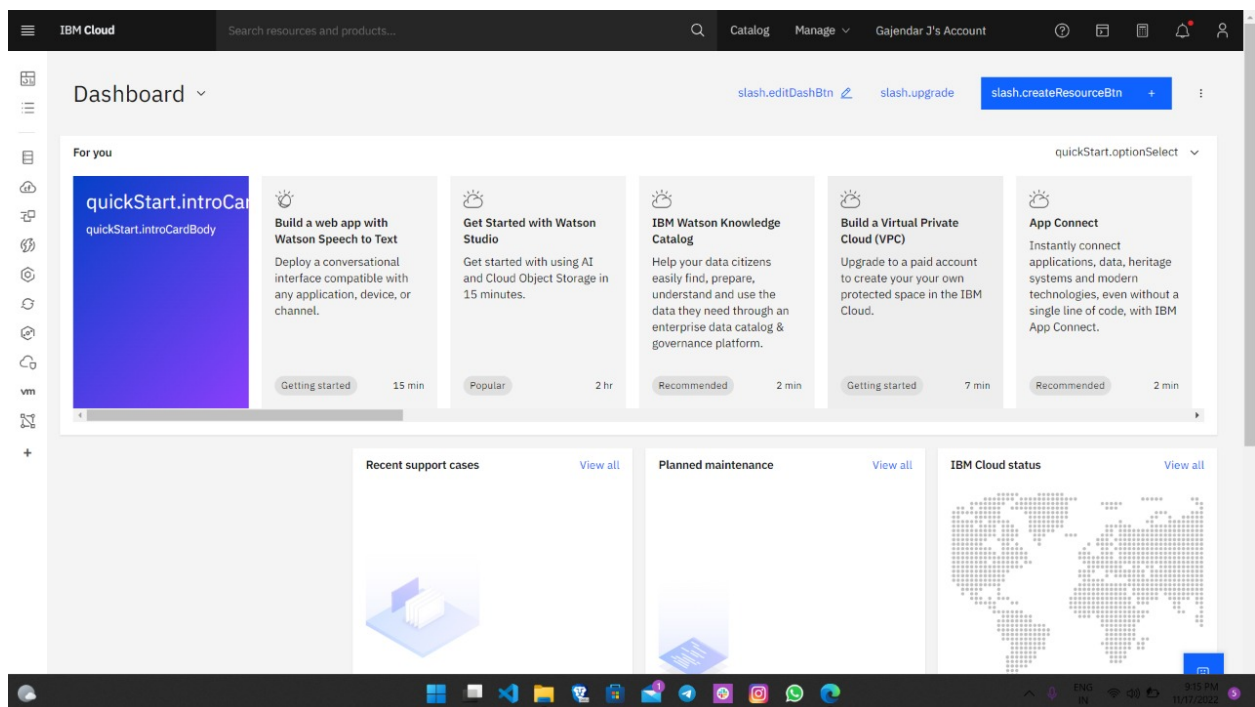 IBM Cloud
Search resources and products...
Catalog
Manage
Gajendar J's Account
Dashboard
slash.editDashBtn
slash.upgrade
slash.createResourceBtn +
For you
quickStart.optionSelect
quickStart.introCar
quickStart.introCardBody
Build a web app with
Watson Speech to Text
Deploy a conversational
interface compatible with
any application, device, or
channel.
Getting started 15 min
Get Started with Watson
Studio
Get started with using AI
and Cloud Object Storage in
15 minutes.
Popular 2 hr
IBM Watson Knowledge
Catalog
Help your data citizens
easily find, prepare,
understand and use the
data they need through an
enterprise data catalog &
governance platform.
Recommended 2 min
Build a Virtual Private
Cloud (VPC)
Upgrade to a paid account
to create your your own
protected space in the IBM
Cloud.
Getting started 7 min
App Connect
Instantly connect
applications, data, heritage
systems and modern
technologies, even without a
single line of code, with IBM
App Connect.
Recommended 2 min
vm
+
Recent support cases View all
Planned maintenance View all
IBM Cloud status View all
1
ENG
IN
9:15 PM
11/17/2022
5